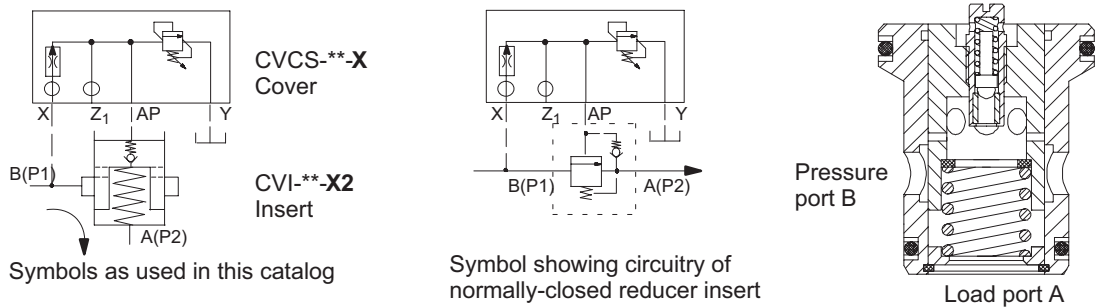 X Z1 AP Y
CVCS-**-X
Cover
B(P1)
CVI-**-X2
Insert
A(P2)
Symbols as used in this catalog
X Z1 AP Y
B(P1) A(P2)
Symbol showing circuitry of
normally-closed reducer insert
Pressure
port B
Load port A